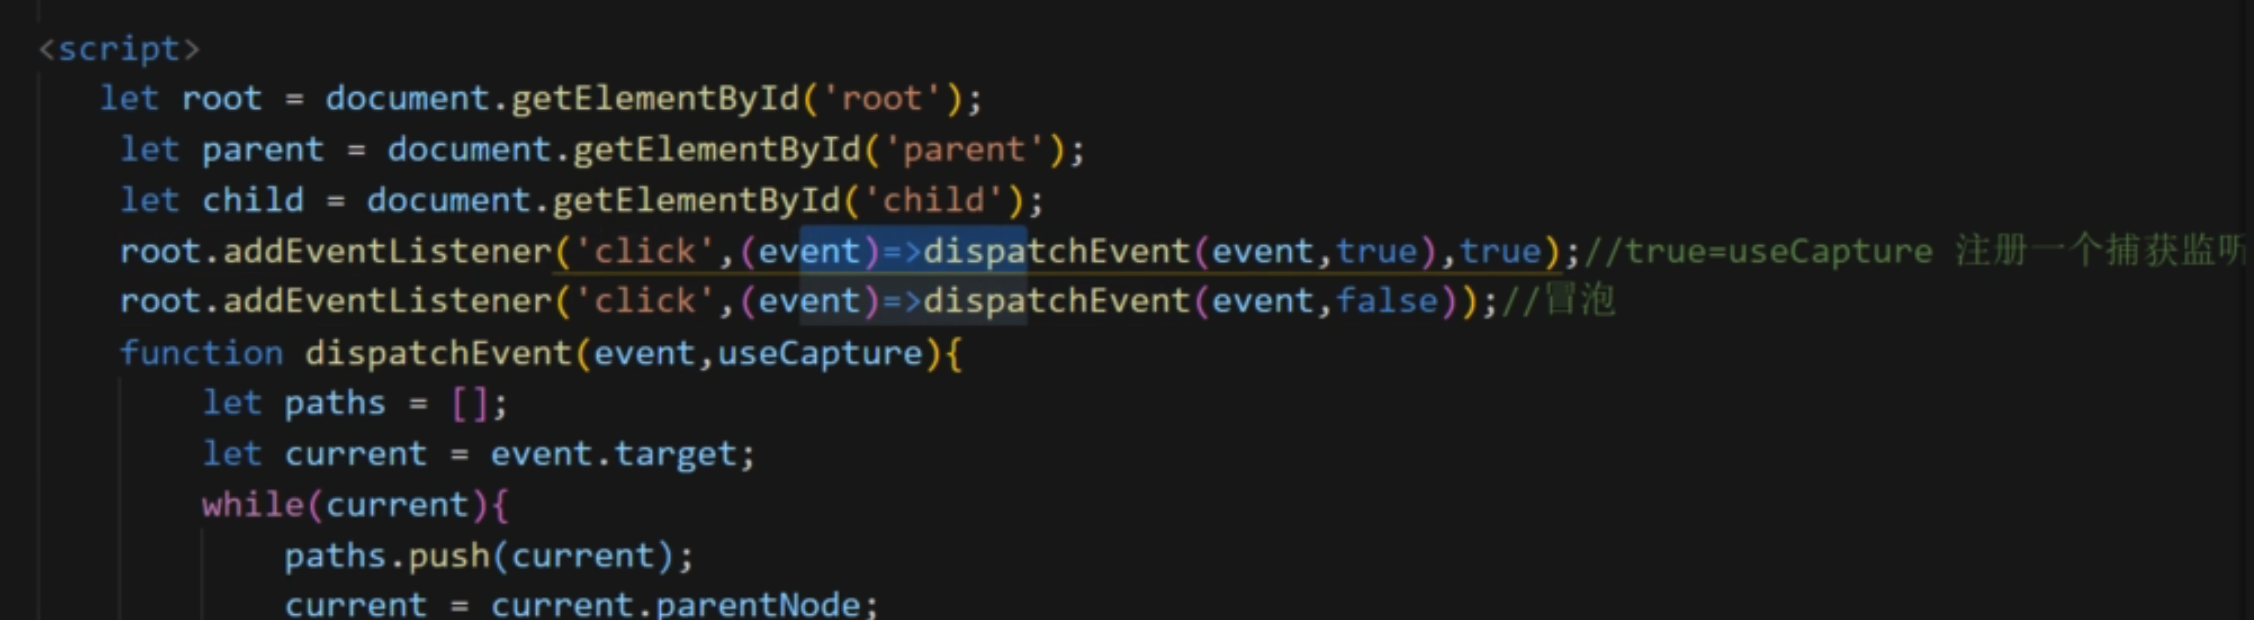 <script>
let root = document.getElementById('root');
let parent = document.getElementById('parent');
let child = document.getElementById('child');
root.addEventListener('click',(event)=>dispatchEvent(event,true),true);//true=useCapture 注册一个捕获监听
root.addEventListener('click',(event)=>dispatchEvent(event,false));//冒泡
function dispatchEvent(event,useCapture){
let paths = [];
let current = event.target;
while(current){
paths.push(current);
current = current.parentNode;